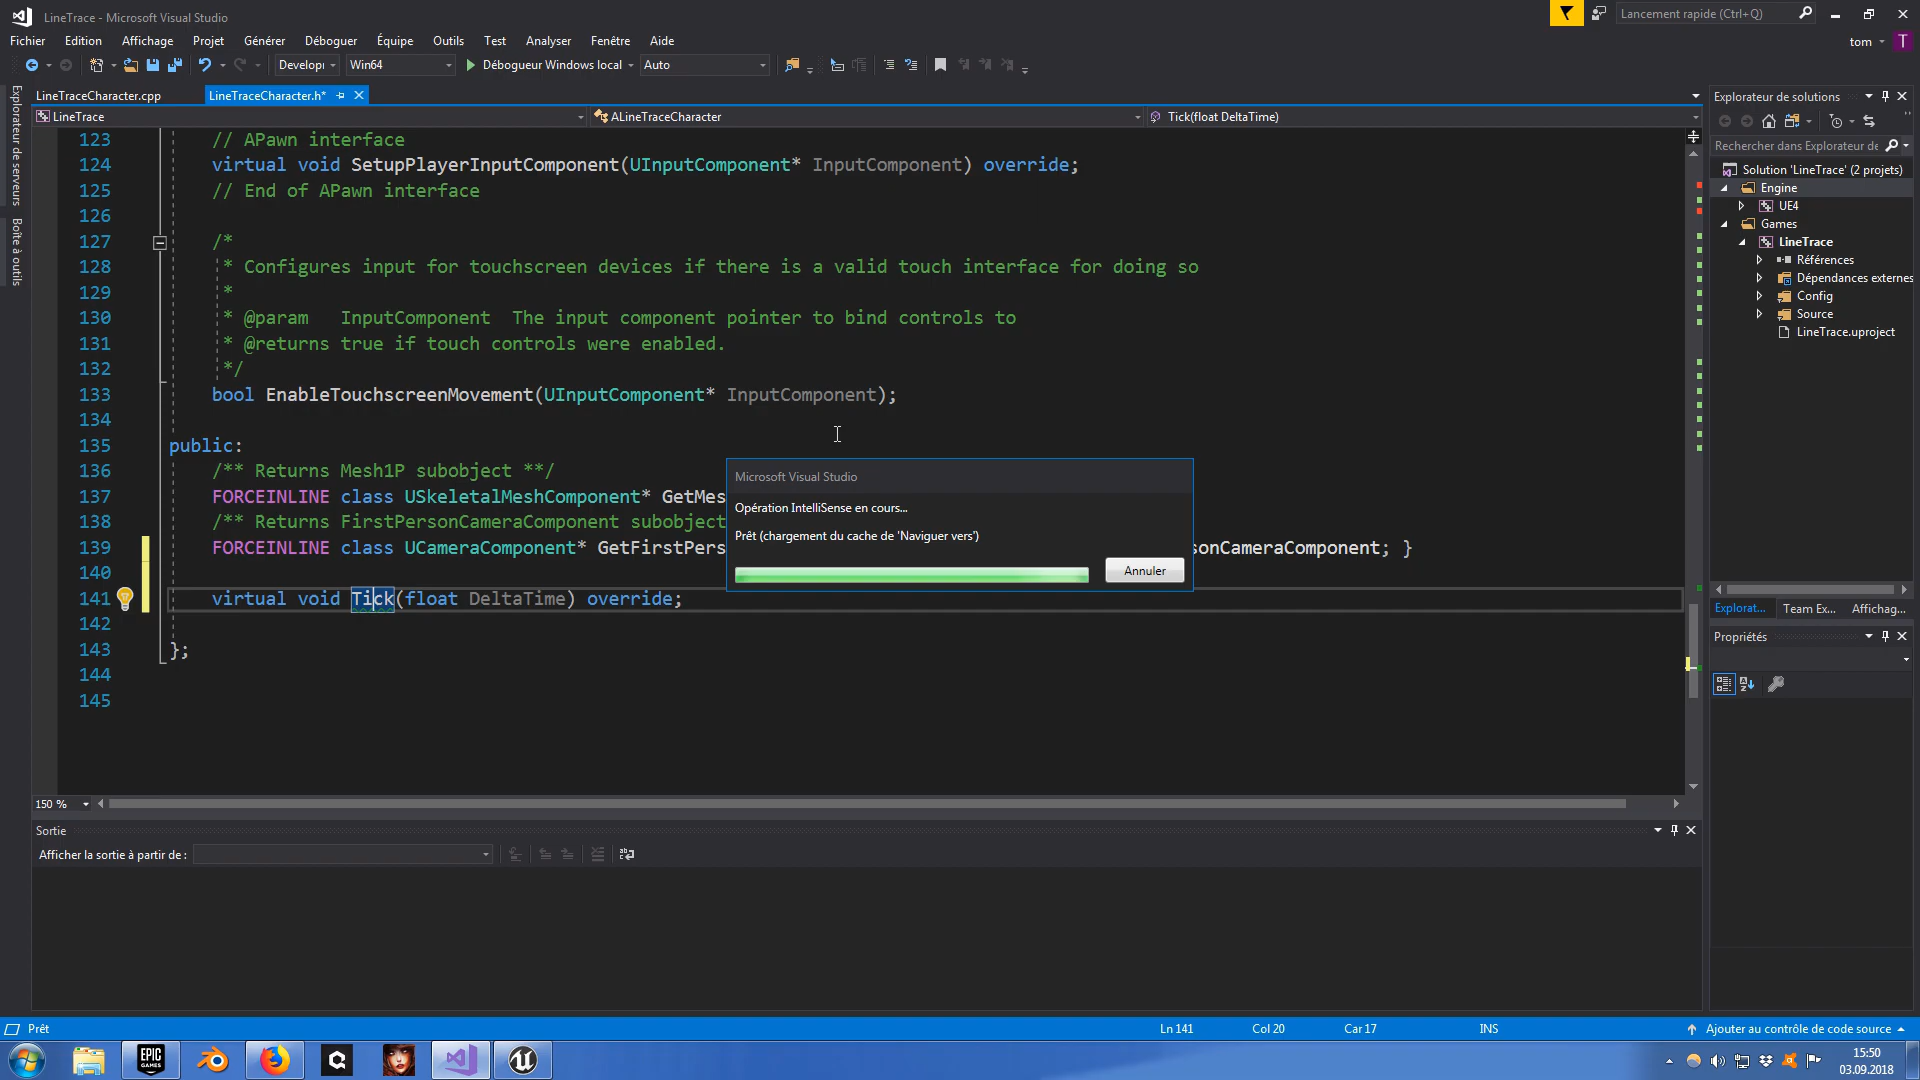 LineTrace - Microsoft Visual Studio
Lancement rapide (Ctrl+Q)
Fichier Edition Affichage Projet Générer Déboguer Équipe Outils Test Analyser Fenêtre Aide
tom T
Develop Win64 Débogueur Windows local Auto
Explorateur de serveurs
Boîte à outils
LineTraceCharacter.cpp LineTraceCharacter.h*
LineTrace ALineTraceCharacter Tick(float DeltaTime)
123 // APawn interface
124 virtual void SetupPlayerInputComponent(UInputComponent* InputComponent) override;
125 // End of APawn interface
126
127 /*
128 * Configures input for touchscreen devices if there is a valid touch interface for doing so
129 *
130 * @param InputComponent The input component pointer to bind controls to
131 * @returns true if touch controls were enabled.
132 */
133 bool EnableTouchscreenMovement(UInputComponent* InputComponent);
134
135 public:
136 /** Returns Mesh1P subobject **/
137 FORCEINLINE class USkeletalMeshComponent* GetMes
138 /** Returns FirstPersonCameraComponent subobject
139 FORCEINLINE class UCameraComponent* GetFirstPers sonCameraComponent; }
140
141 virtual void Tick(float DeltaTime) override;
142
143 };
144
145
Microsoft Visual Studio
Opération IntelliSense en cours...
Prêt (chargement du cache de 'Naviguer vers')
Annuler
150 %
Sortie
Afficher la sortie à partir de :
Explorateur de solutions
Rechercher dans Explorateur de
Solution 'LineTrace' (2 projets)
Engine
UE4
Games
LineTrace
Références
Dépendances externes
Config
Source
LineTrace.uproject
Explorat... Team Ex... Affichag...
Propriétés
Prêt Ln 141 Col 20 Car 17 INS Ajouter au contrôle de code source
EPIC GAMES
15:50
03.09.2018